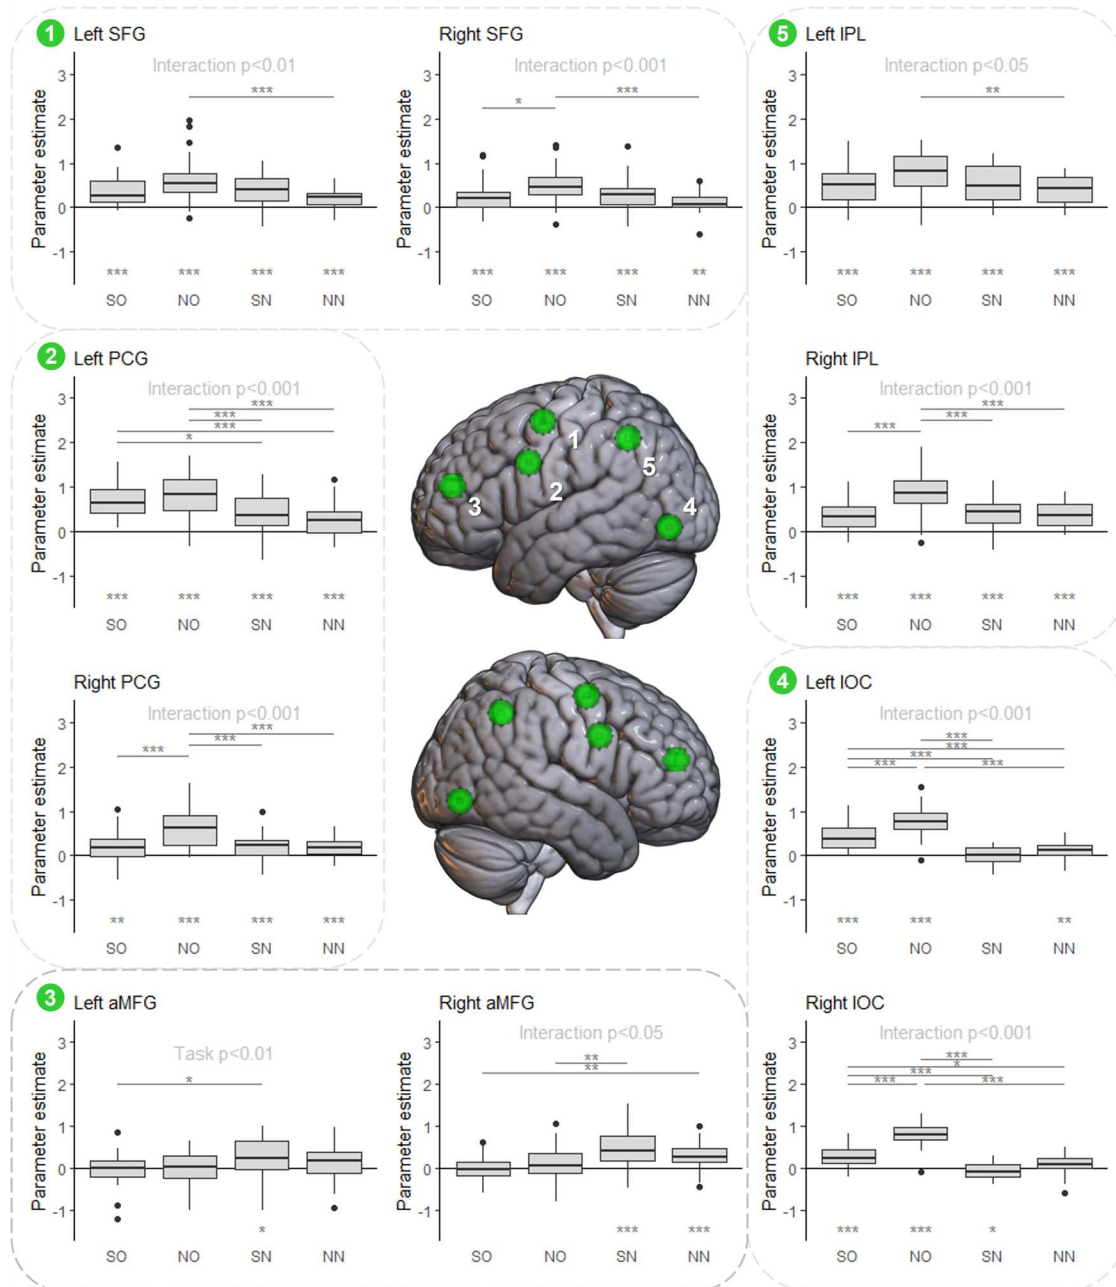 1 Left SFG
Interaction p<0.01
***
Parameter estimate
3
2
1
0
-1
*** *** *** ***
SO NO SN NN
Right SFG
Interaction p<0.001
* ***
Parameter estimate
3
2
1
0
-1
*** *** *** **
SO NO SN NN
5 Left IPL
Interaction p<0.05
**
Parameter estimate
3
2
1
0
-1
*** *** *** ***
SO NO SN NN
2 Left PCG
Interaction p<0.001
***
***
***
*
Parameter estimate
3
2
1
0
-1
*** *** *** ***
SO NO SN NN
1
5
2
3
4
Right IPL
Interaction p<0.001
***
***
***
Parameter estimate
3
2
1
0
-1
*** *** *** ***
SO NO SN NN
Right PCG
Interaction p<0.001
***
***
***
Parameter estimate
3
2
1
0
-1
** *** *** ***
SO NO SN NN
4 Left IOC
Interaction p<0.001
***
***
***
*** ***
Parameter estimate
3
2
1
0
-1
*** *** **
SO NO SN NN
3 Left aMFG
Task p<0.01
*
Parameter estimate
3
2
1
0
-1
*
SO NO SN NN
Right aMFG
Interaction p<0.05
**
**
Parameter estimate
3
2
1
0
-1
*** ***
SO NO SN NN
Right IOC
Interaction p<0.001
***
*
***
*** ***
Parameter estimate
3
2
1
0
-1
*** *** *
SO NO SN NN